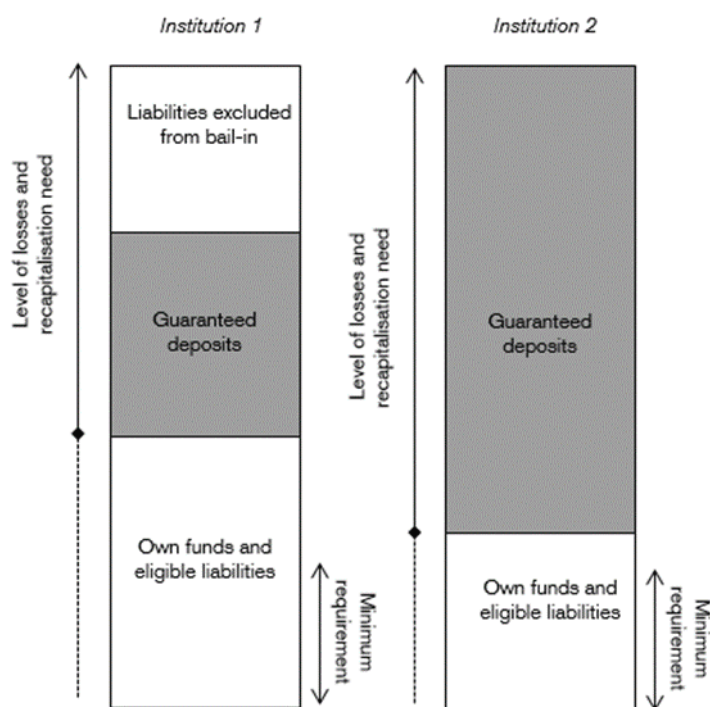 Institution 1
Institution 2
Level of losses and
recapitalisation need
Liabilities excluded
from bail-in
Guaranteed
deposits
Own funds and
eligible liabilities
Minimum
requirement
Level of losses and
recapitalisation need
Guaranteed
deposits
Own funds and
eligible liabilities
Minimum
requirement